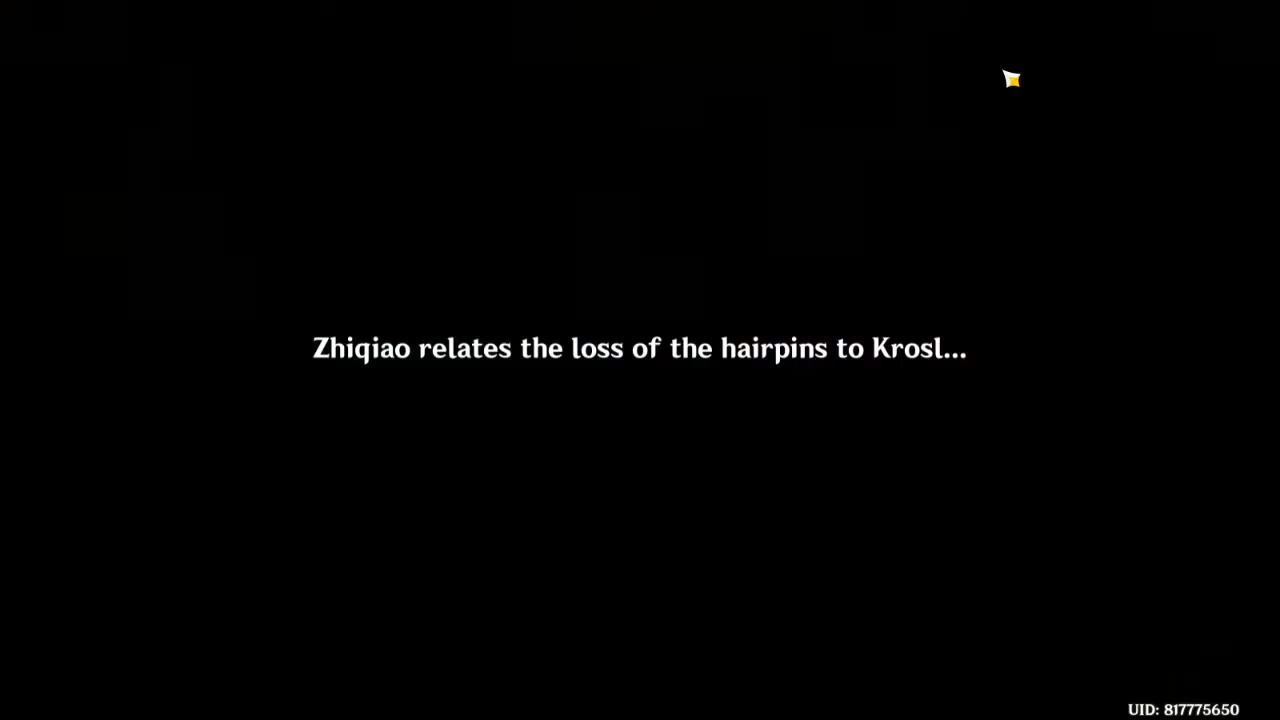 Zhiqiao relates the loss of the hairpins to Krosl...
UID: 817775650